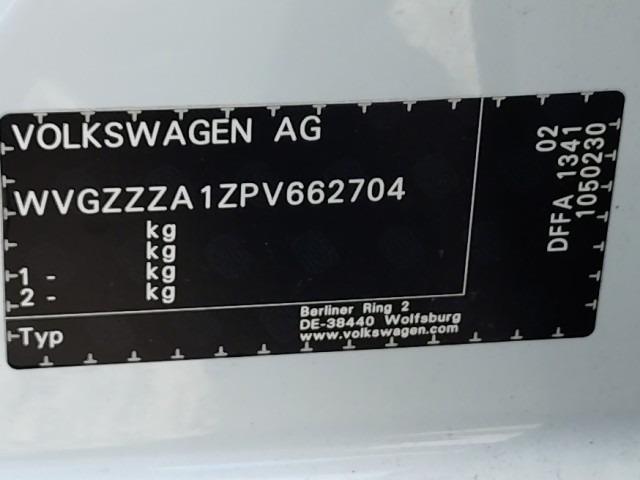 VOLKSWAGEN AG
WVGZZZA1ZPV662704
kg
kg
1 - kg
2 - kg
Typ
Berliner Ring 2
DE-38440 Wolfsburg
www.volkswagen.com
02
DFFA 1341
1050230